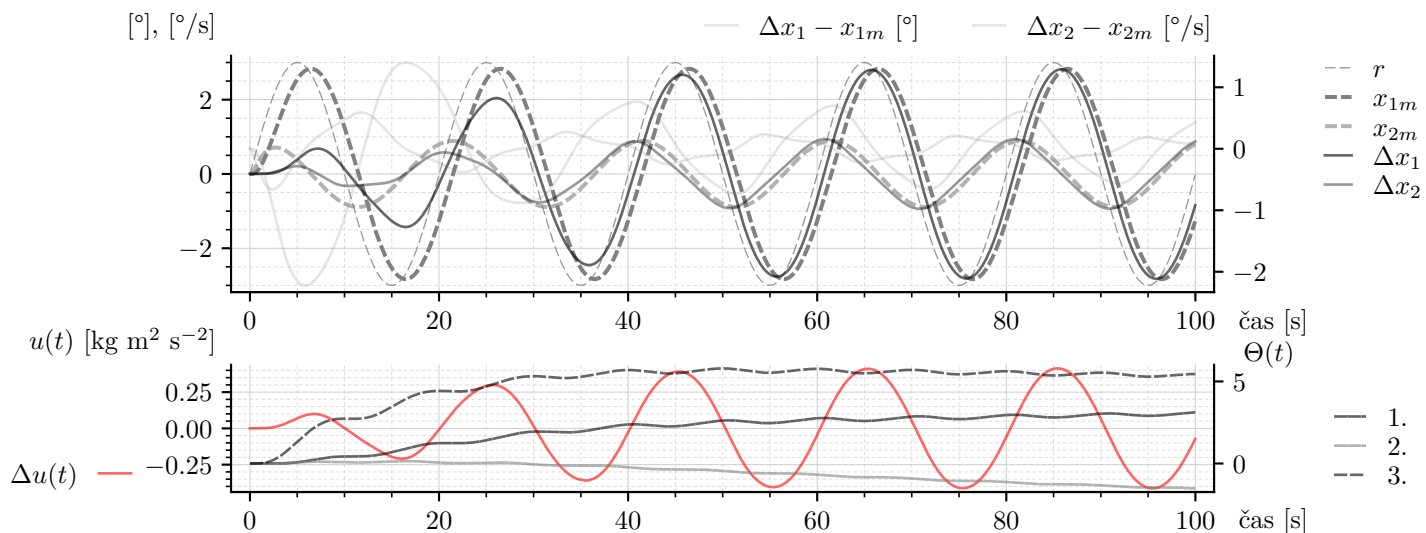 [°], [°/s]
Δx₁ − x₁ₘ [°]
Δx₂ − x₂ₘ [°/s]
2
0
−2
1
0
−1
−2
r
x₁ₘ
x₂ₘ
Δx₁
Δx₂
0 20 40 60 80 100
čas [s]
u(t) [kg m² s⁻²]
Θ(t)
0.25
0.00
−0.25
5
0
Δu(t)
1.
2.
3.
0 20 40 60 80 100
čas [s]